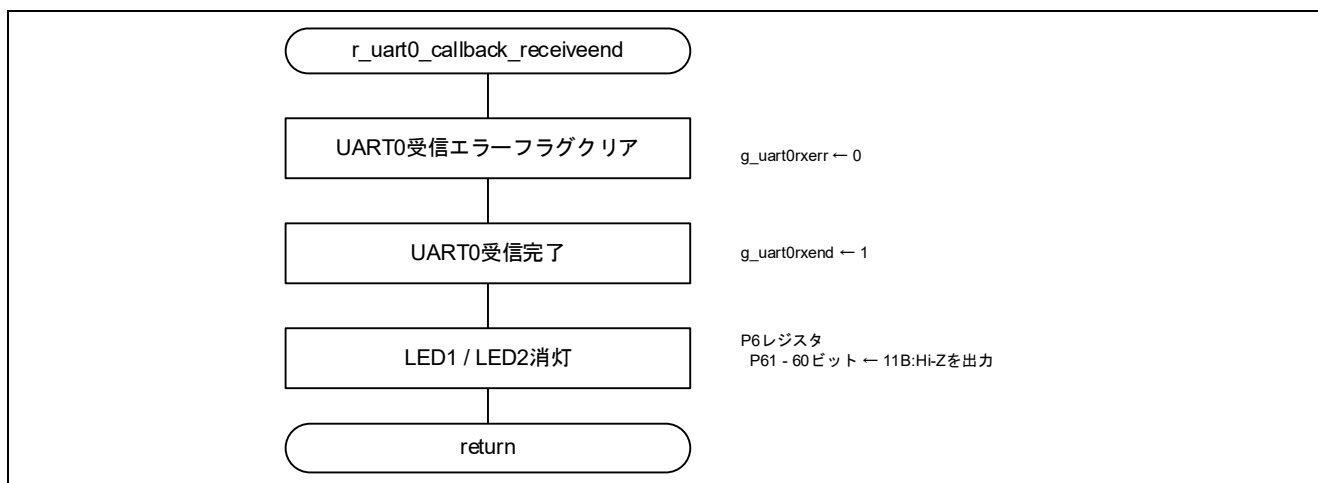 r_uart0_callback_receiveend
UART0受信エラーフラグクリア
g_uart0rxerr ← 0
UART0受信完了
g_uart0rxend ← 1
LED1 / LED2消灯
P6レジスタ
P61 - 60ビット ← 11B:Hi-Zを出力
return